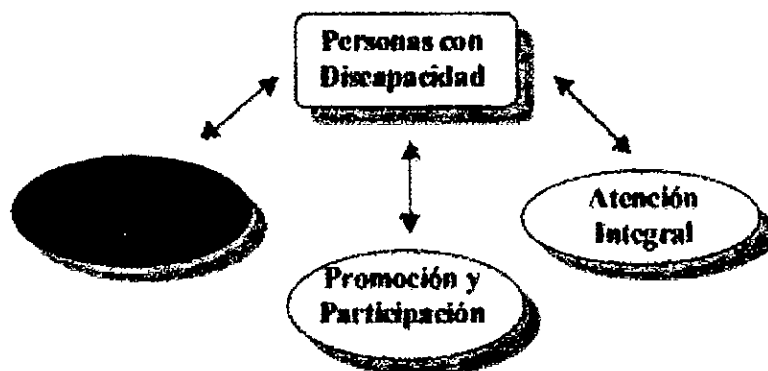 Personas con
Discapacidad
Atención
Integral
Promoción y
Participación